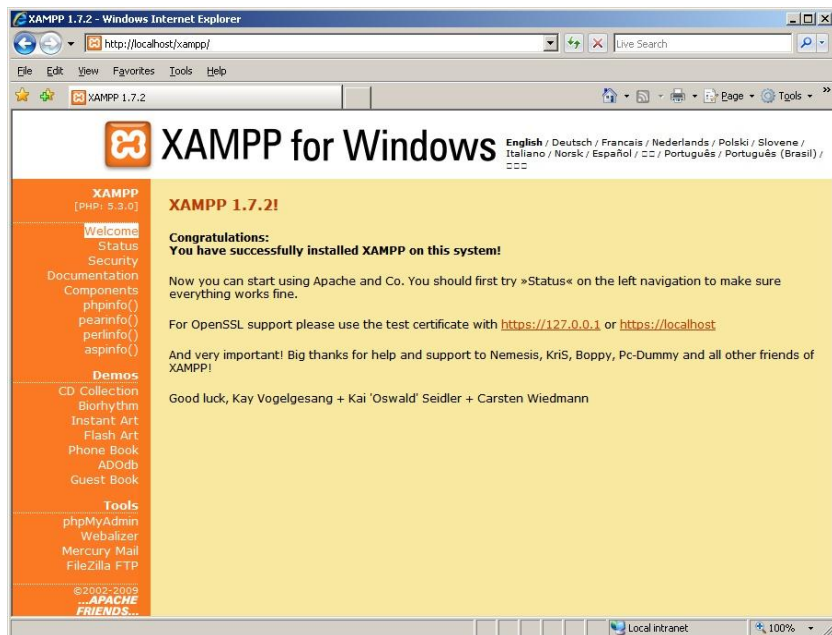 XAMPP 1.7.2 - Windows Internet Explorer
http://localhost/xampp/
Live Search
File Edit View Favorites Tools Help
XAMPP 1.7.2
Page Tools »
XAMPP for Windows
English / Deutsch / Francais / Nederlands / Polski / Slovene /
Italiano / Norsk / Español / □□ / Português / Português (Brasil) /
□□□
XAMPP
[PHP: 5.3.0]
Welcome
Status
Security
Documentation
Components
phpinfo()
pearinfo()
perlinfo()
aspinfo()
Demos
CD Collection
Biorhythm
Instant Art
Flash Art
Phone Book
ADOdb
Guest Book
Tools
phpMyAdmin
Webalizer
Mercury Mail
FileZilla FTP
©2002-2009
...APACHE
FRIENDS...
XAMPP 1.7.2!
Congratulations:
You have successfully installed XAMPP on this system!
Now you can start using Apache and Co. You should first try »Status« on the left navigation to make sure
everything works fine.
For OpenSSL support please use the test certificate with https://127.0.0.1 or https://localhost
And very important! Big thanks for help and support to Nemesis, KriS, Boppy, Pc-Dummy and all other friends of
XAMPP!
Good luck, Kay Vogelgesang + Kai 'Oswald' Seidler + Carsten Wiedmann
Local intranet
100%